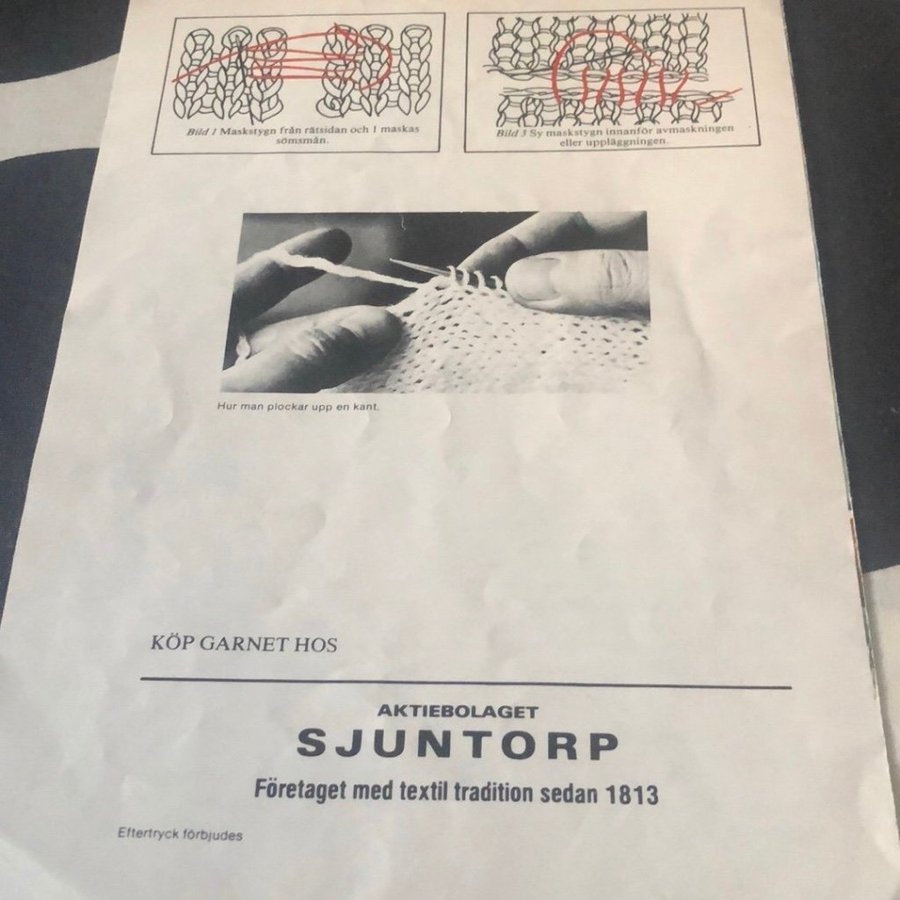 Bild 1 Maskstygn från rätsidan och 1 maskas
sömsmån.
Bild 3 Sy maskstygn innanför avmaskningen
eller uppläggningen.
Hur man plockar upp en kant.
KÖP GARNET HOS
AKTIEBOLAGET
SJUNTORP
Företaget med textil tradition sedan 1813
Eftertryck förbjudes